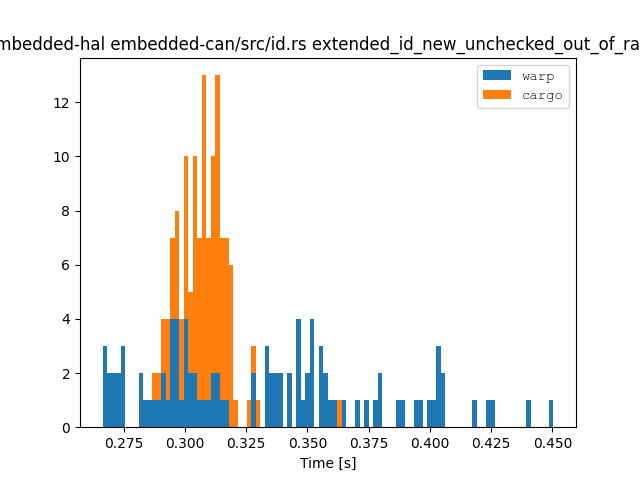 mbedded-hal embedded-can/src/id.rs extended_id_new_unchecked_out_of_ra
warp
cargo
12
10
8
6
4
2
0
0.275 0.300 0.325 0.350 0.375 0.400 0.425 0.450
Time [s]